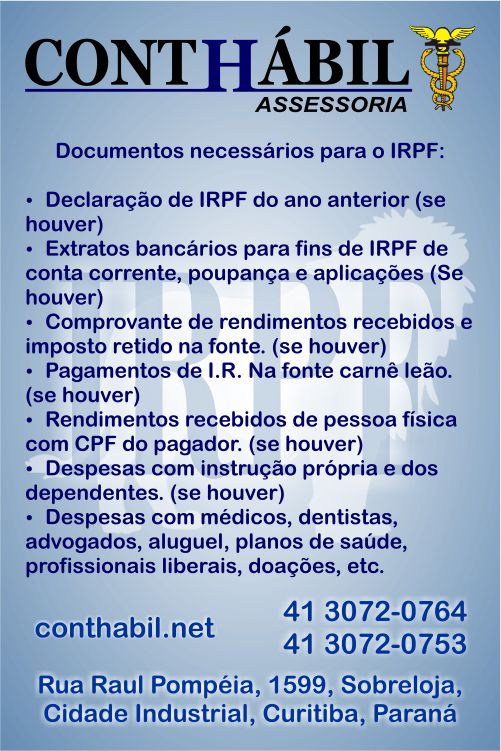 CONTHÁBIL
ASSESSORIA
Documentos necessários para o IRPF:
• Declaração de IRPF do ano anterior (se
houver)
• Extratos bancários para fins de IRPF de
conta corrente, poupança e aplicações (Se
houver)
• Comprovante de rendimentos recebidos e
imposto retido na fonte. (se houver)
• Pagamentos de I.R. Na fonte carnê leão.
(se houver)
• Rendimentos recebidos de pessoa física
com CPF do pagador. (se houver)
• Despesas com instrução própria e dos
dependentes. (se houver)
• Despesas com médicos, dentistas,
advogados, aluguel, planos de saúde,
profissionais liberais, doações, etc.
IRPF
conthabil.net
41 3072-0764
41 3072-0753
Rua Raul Pompéia, 1599, Sobreloja,
Cidade Industrial, Curitiba, Paraná